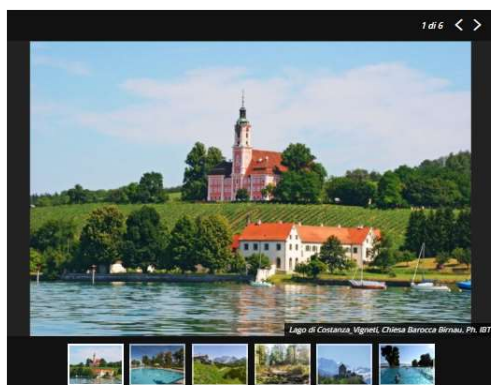 1 di 6
Lago di Costanza_Vigneti, Chiesa Barocca Birnau. Ph. IBT